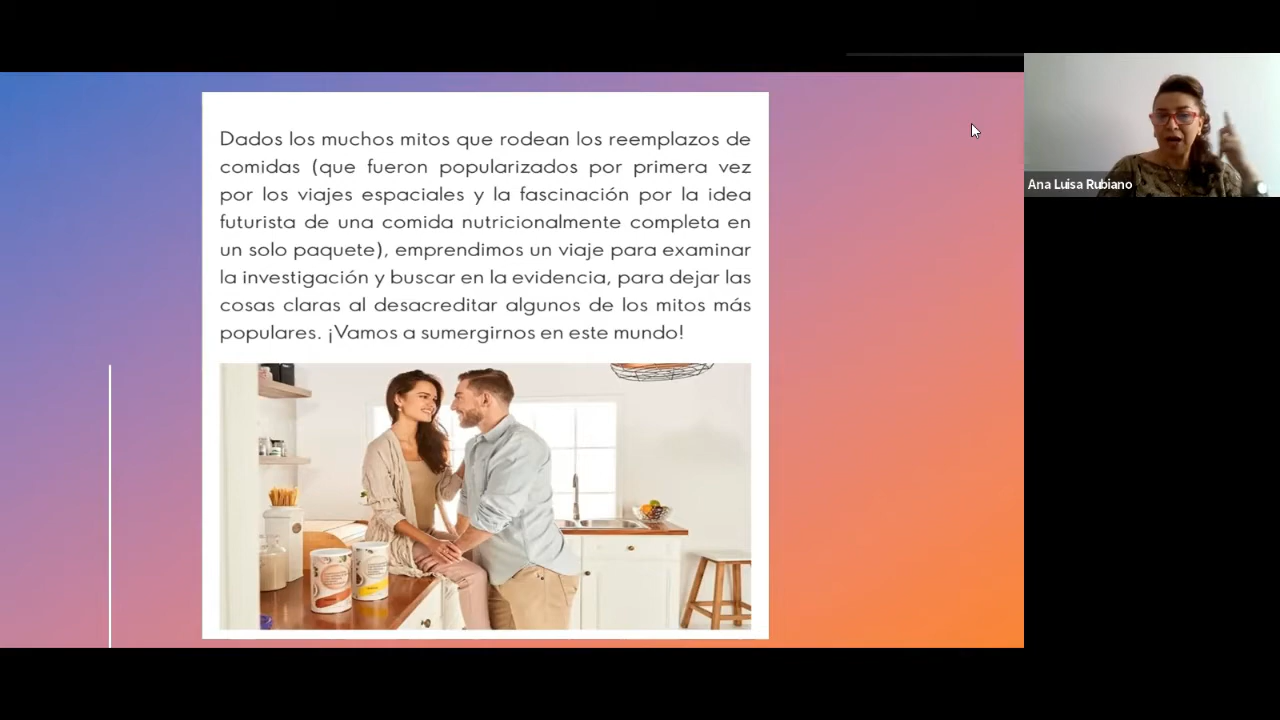 Dados los muchos mitos que rodean los reemplazos de
comidas (que fueron popularizados por primera vez
por los viajes espaciales y la fascinación por la idea
futurista de una comida nutricionalmente completa en
un solo paquete), emprendimos un viaje para examinar
la investigación y buscar en la evidencia, para dejar las
cosas claras al desacreditar algunos de los mitos más
populares. ¡Vamos a sumergirnos en este mundo!
Ana Luisa Rubiano